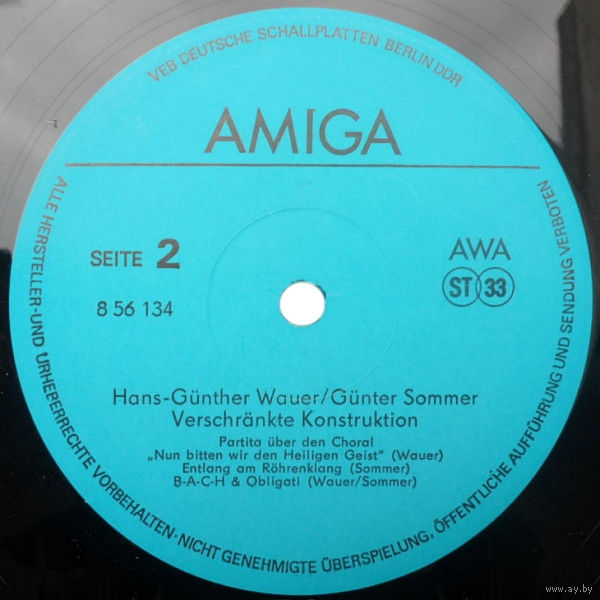 VEB DEUTSCHE SCHALLPLATTEN BERLIN DDR
AMIGA
SEITE 2
AWA
8 56 134
ST 33
Hans-Günther Wauer/Günter Sommer
Verschränkte Konstruktion
Partita über den Choral
„Nun bitten wir den Heiligen Geist“ (Wauer)
Entlang am Röhrenklang (Sommer)
B-A-C-H & Obligati (Wauer/Sommer)
ALLE HERSTELLER-UND URHEBERRECHTE VORBEHALTEN·NICHT GENEHMIGTE ÜBERSPIELUNG, ÖFFENTLICHE AUFFÜHRUNG UND SENDUNG VERBOTEN
www.ay.by